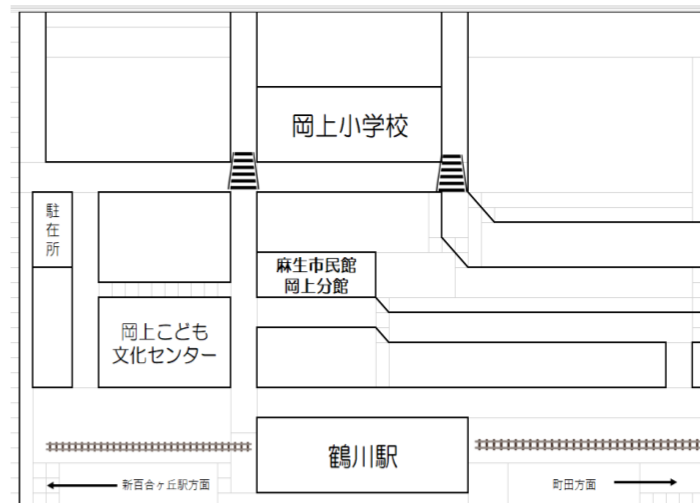 岡上小学校
駐在所
麻生市民館
岡上分館
岡上こども
文化センター
鶴川駅
新百合ヶ丘駅方面
町田方面